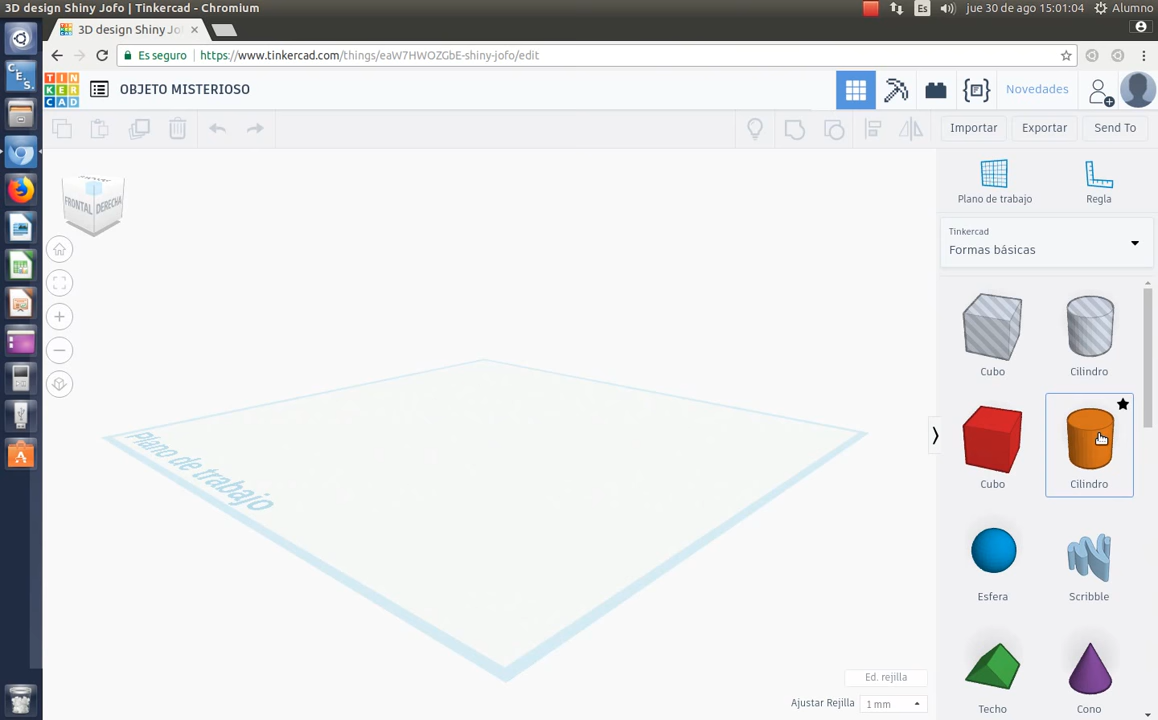 3D design Shiny Jofo | Tinkercad - Chromium
Es
jue 30 de ago 15:01:04
Alumno
3D design Shiny Jo
Es seguro
https://www.tinkercad.com/things/eaW7HWOZGbE-shiny-jofo/edit
TIN
KER
CAD
OBJETO MISTERIOSO
Novedades
Importar
Exportar
Send To
FRONTAL
DERECHA
Plano de trabajo
Regla
Tinkercad
Formas básicas
Cubo
Cilindro
Cubo
Cilindro
Plano de trabajo
Esfera
Scribble
Techo
Cono
Ed. rejilla
Ajustar Rejilla
1 mm